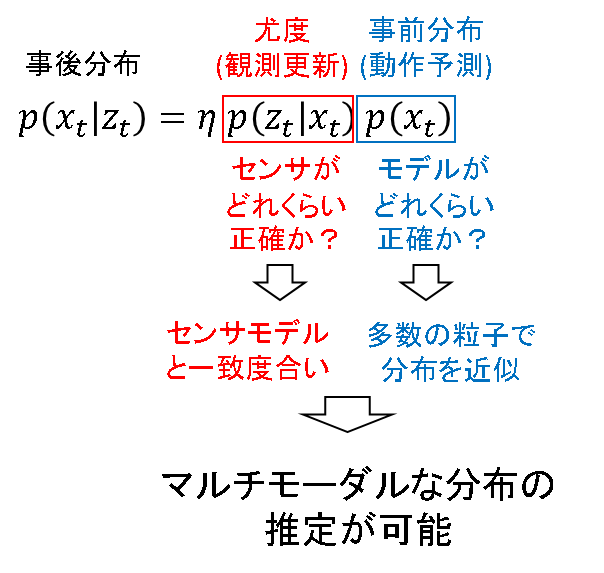 尤度
(観測更新)
事前分布
(動作予測)
事後分布
p(x_t|z_t) = η p(z_t|x_t) p(x_t)
センサが
どれくらい
正確か？
モデルが
どれくらい
正確か？
センサモデル
と一致度合い
多数の粒子で
分布を近似
マルチモーダルな分布の
推定が可能